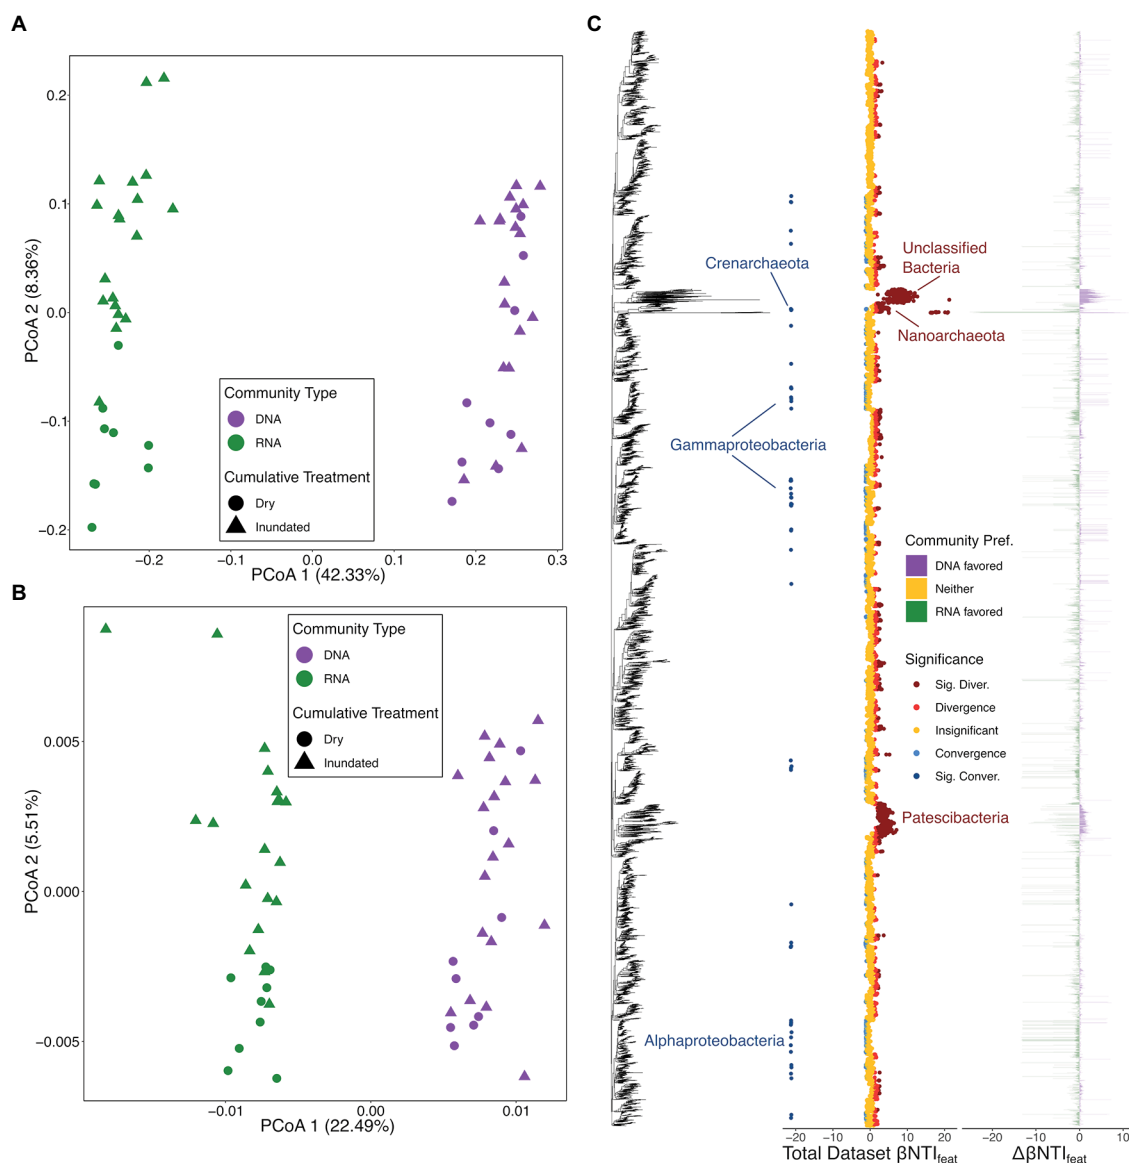 A
0.2
0.1
0.0
−0.1
−0.2
PCoA 2 (8.36%)
Community Type
DNA
RNA
Cumulative Treatment
Dry
Inundated
−0.2
−0.1
0.0
0.1
0.2
0.3
PCoA 1 (42.33%)
B
0.005
0.000
−0.005
PCoA 2 (5.51%)
Community Type
DNA
RNA
Cumulative Treatment
Dry
Inundated
−0.01
0.00
0.01
PCoA 1 (22.49%)
C
Crenarchaeota
Unclassified
Bacteria
Nanoarchaeota
Gammaproteobacteria
Community Pref.
DNA favored
Neither
RNA favored
Significance
Sig. Diver.
Divergence
Insignificant
Convergence
Sig. Conver.
Patescibacteria
Alphaproteobacteria
−20
−10
0
10
20
Total Dataset βNTIfeat
−20
−10
0
10
ΔβNTIfeat